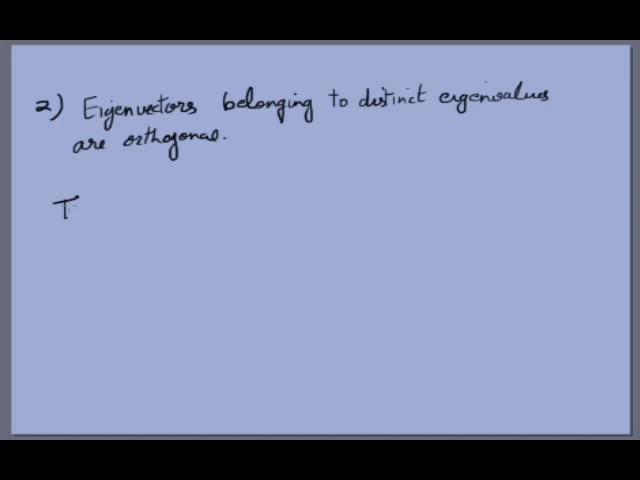 2) Eigenvectors belonging to distinct eigenvalues
are orthogonal.
T